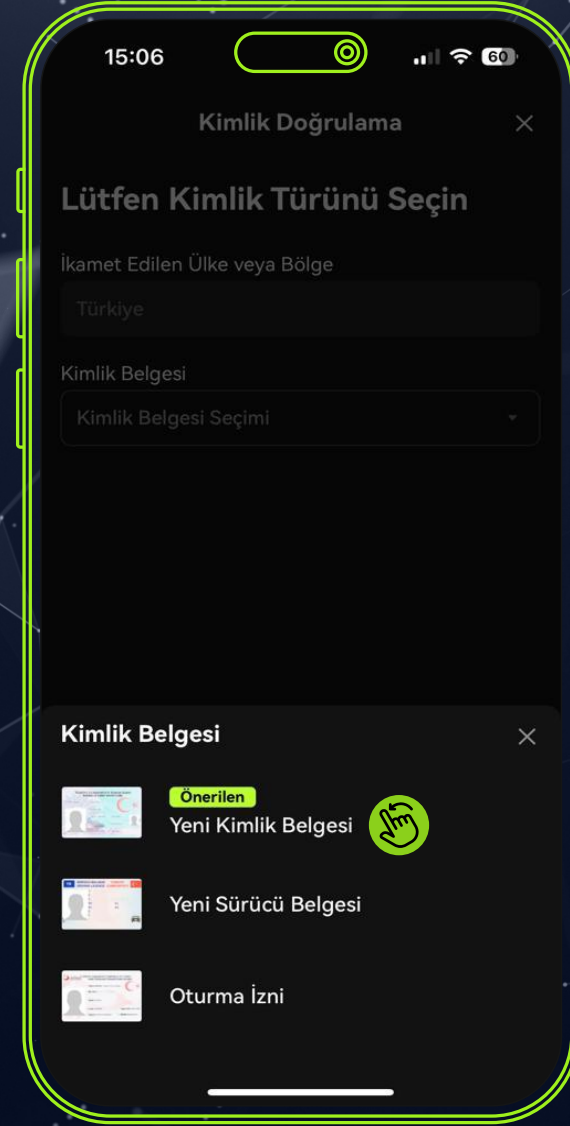 15:06
60
Kimlik Doğrulama
Lütfen Kimlik Türünü Seçin
İkamet Edilen Ülke veya Bölge
Türkiye
Kimlik Belgesi
Kimlik Belgesi Seçimi
Kimlik Belgesi
Önerilen
Yeni Kimlik Belgesi
Yeni Sürücü Belgesi
Oturma İzni